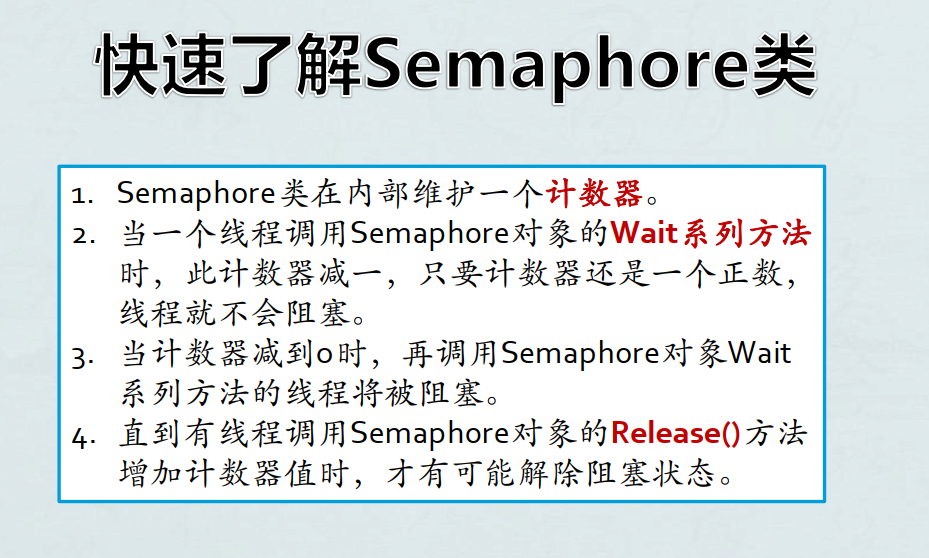 快速了解Semaphore类
1. Semaphore类在内部维护一个计数器。
2. 当一个线程调用Semaphore对象的Wait系列方法
时，此计数器减一，只要计数器还是一个正数，
线程就不会阻塞。
3. 当计数器减到0时，再调用Semaphore对象Wait
系列方法的线程将被阻塞。
4. 直到有线程调用Semaphore对象的Release()方法
增加计数器值时，才有可能解除阻塞状态。